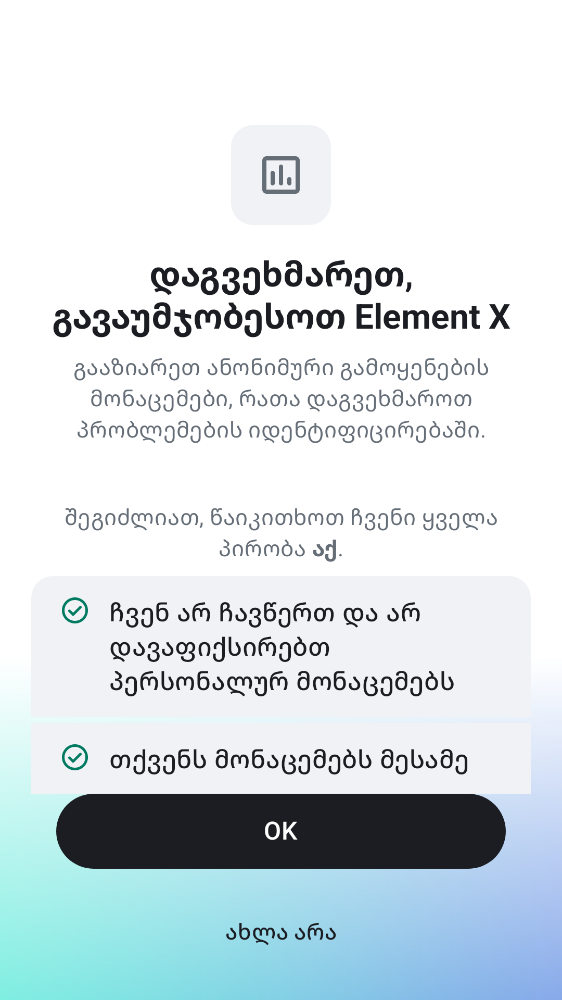 დაგვეხმარეთ,
გავაუმჯობესოთ Element X
გააზიარეთ ანონიმური გამოყენების
მონაცემები, რათა დაგვეხმაროთ
პრობლემების იდენტიფიცირებაში.
შეგიძლიათ, წაიკითხოთ ჩვენი ყველა
პირობა აქ.
ჩვენ არ ჩავწერთ და არ
დავაფიქსირებთ
პერსონალურ მონაცემებს
თქვენს მონაცემებს მესამე
OK
ახლა არა